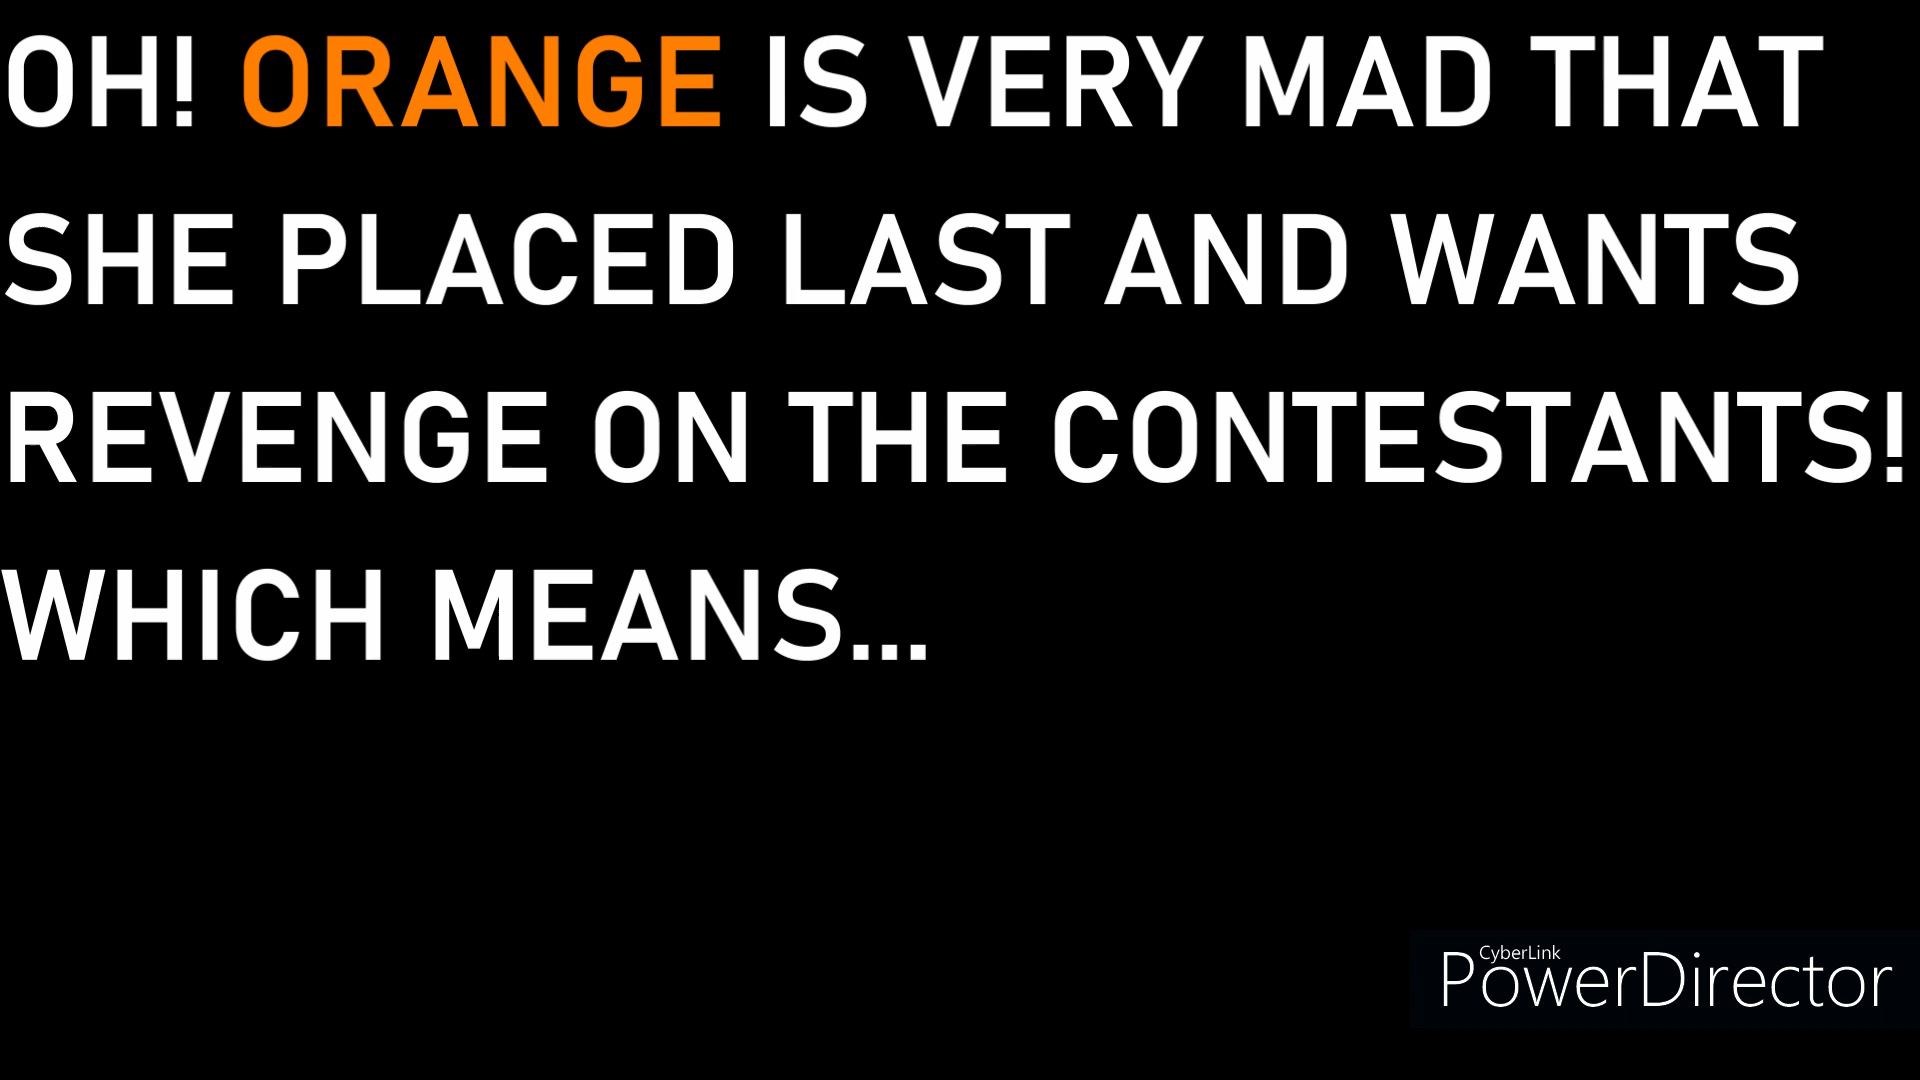 OH! ORANGE IS VERY MAD THAT
SHE PLACED LAST AND WANTS
REVENGE ON THE CONTESTANTS!
WHICH MEANS...
CyberLink
PowerDirector